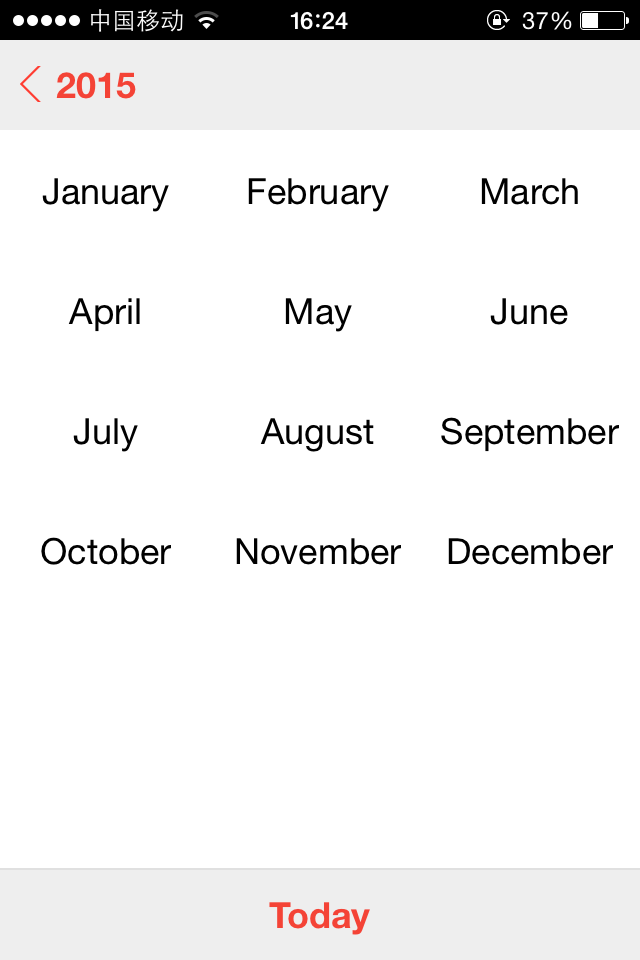 中国移动 16:24 37%
2015
January February March
April May June
July August September
October November December
Today